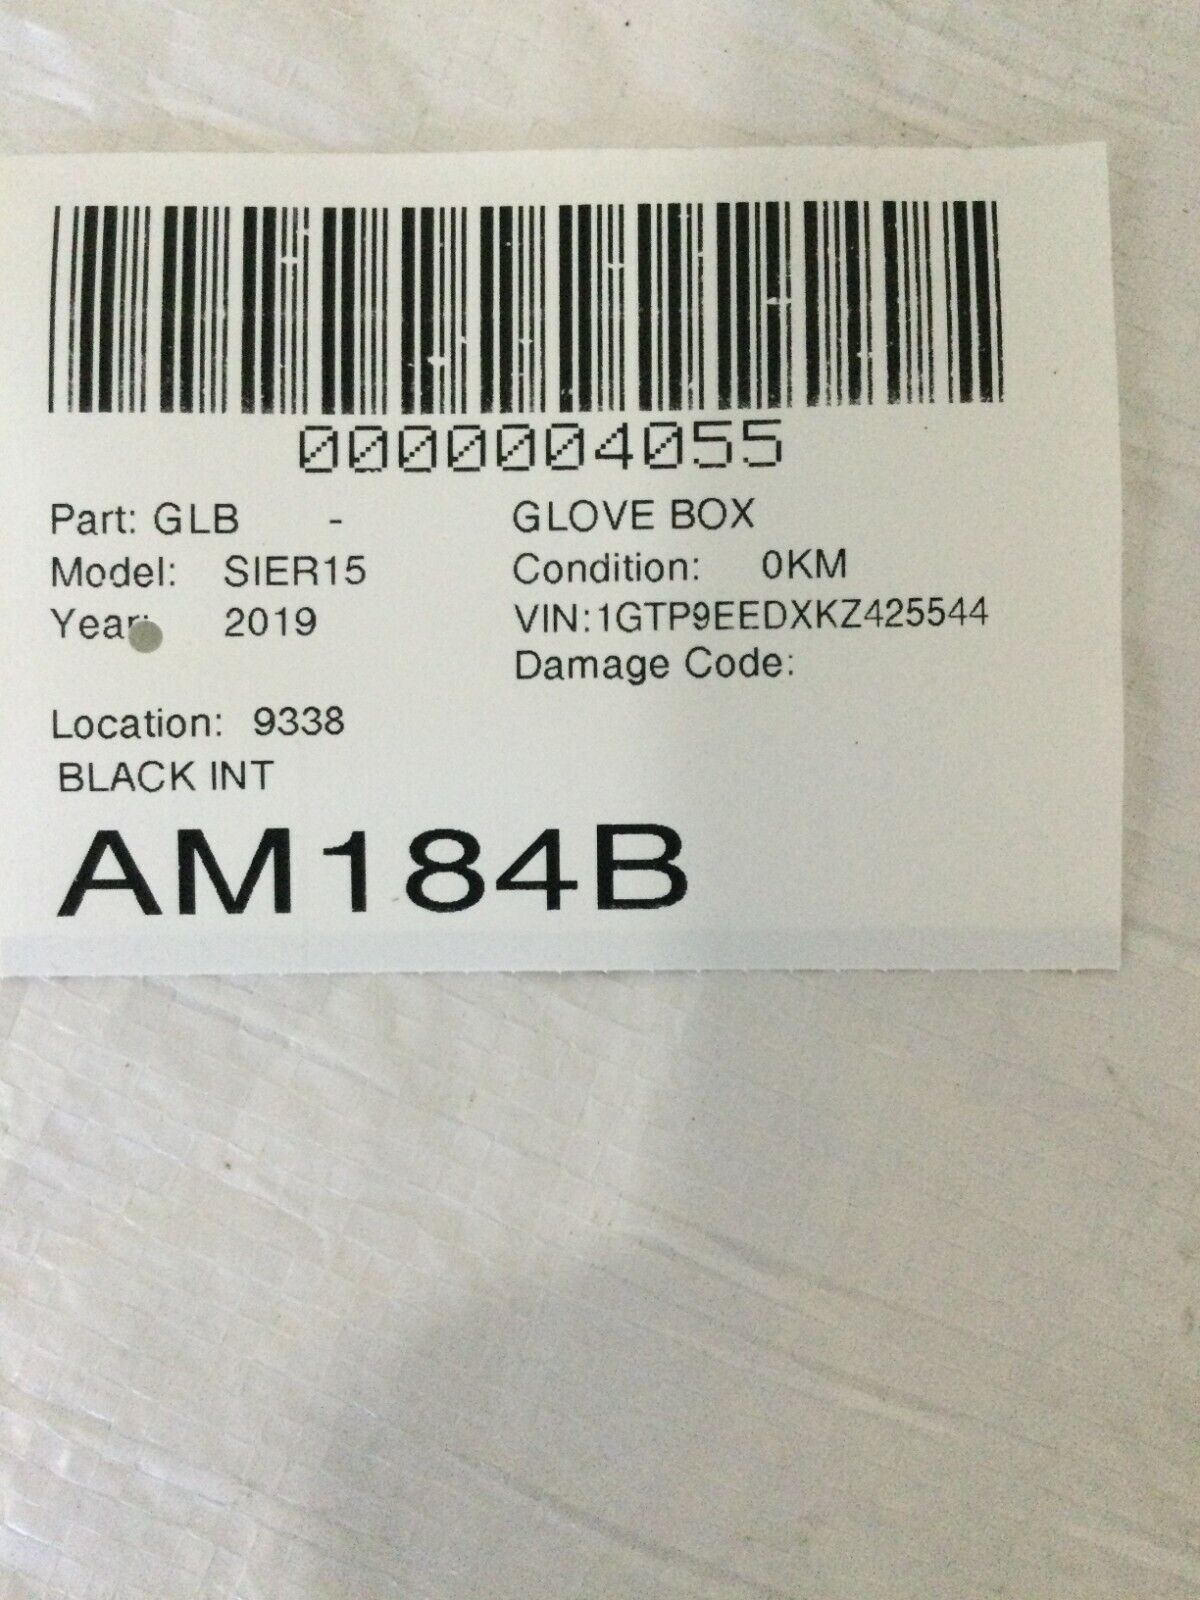 0000004055
Part: GLB - GLOVE BOX
Model: SIER15 Condition: 0KM
Year: 2019 VIN:1GTP9EEDXKZ425544
Damage Code:
Location: 9338
BLACK INT
AM184B